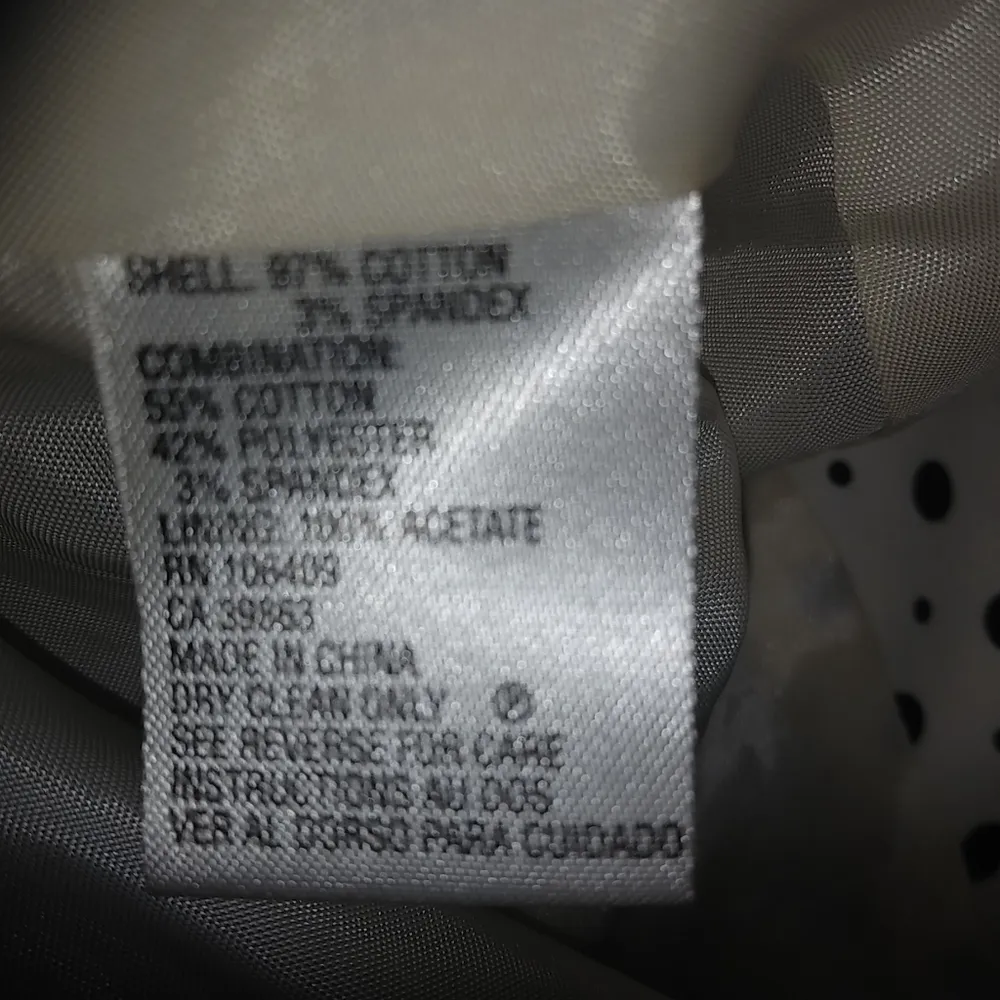 SHELL: 97% COTTON
3% SPANDEX
COMBINATION:
55% COTTON
42% POLYESTER
3% SPANDEX
LINING: 100% ACETATE
RN 106409
CA 39853
MADE IN CHINA
DRY CLEAN ONLY Ⓟ
SEE REVERSE FOR CARE
INSTRUCTIONS AU DOS
VER AL DORSO PARA CUIDADO